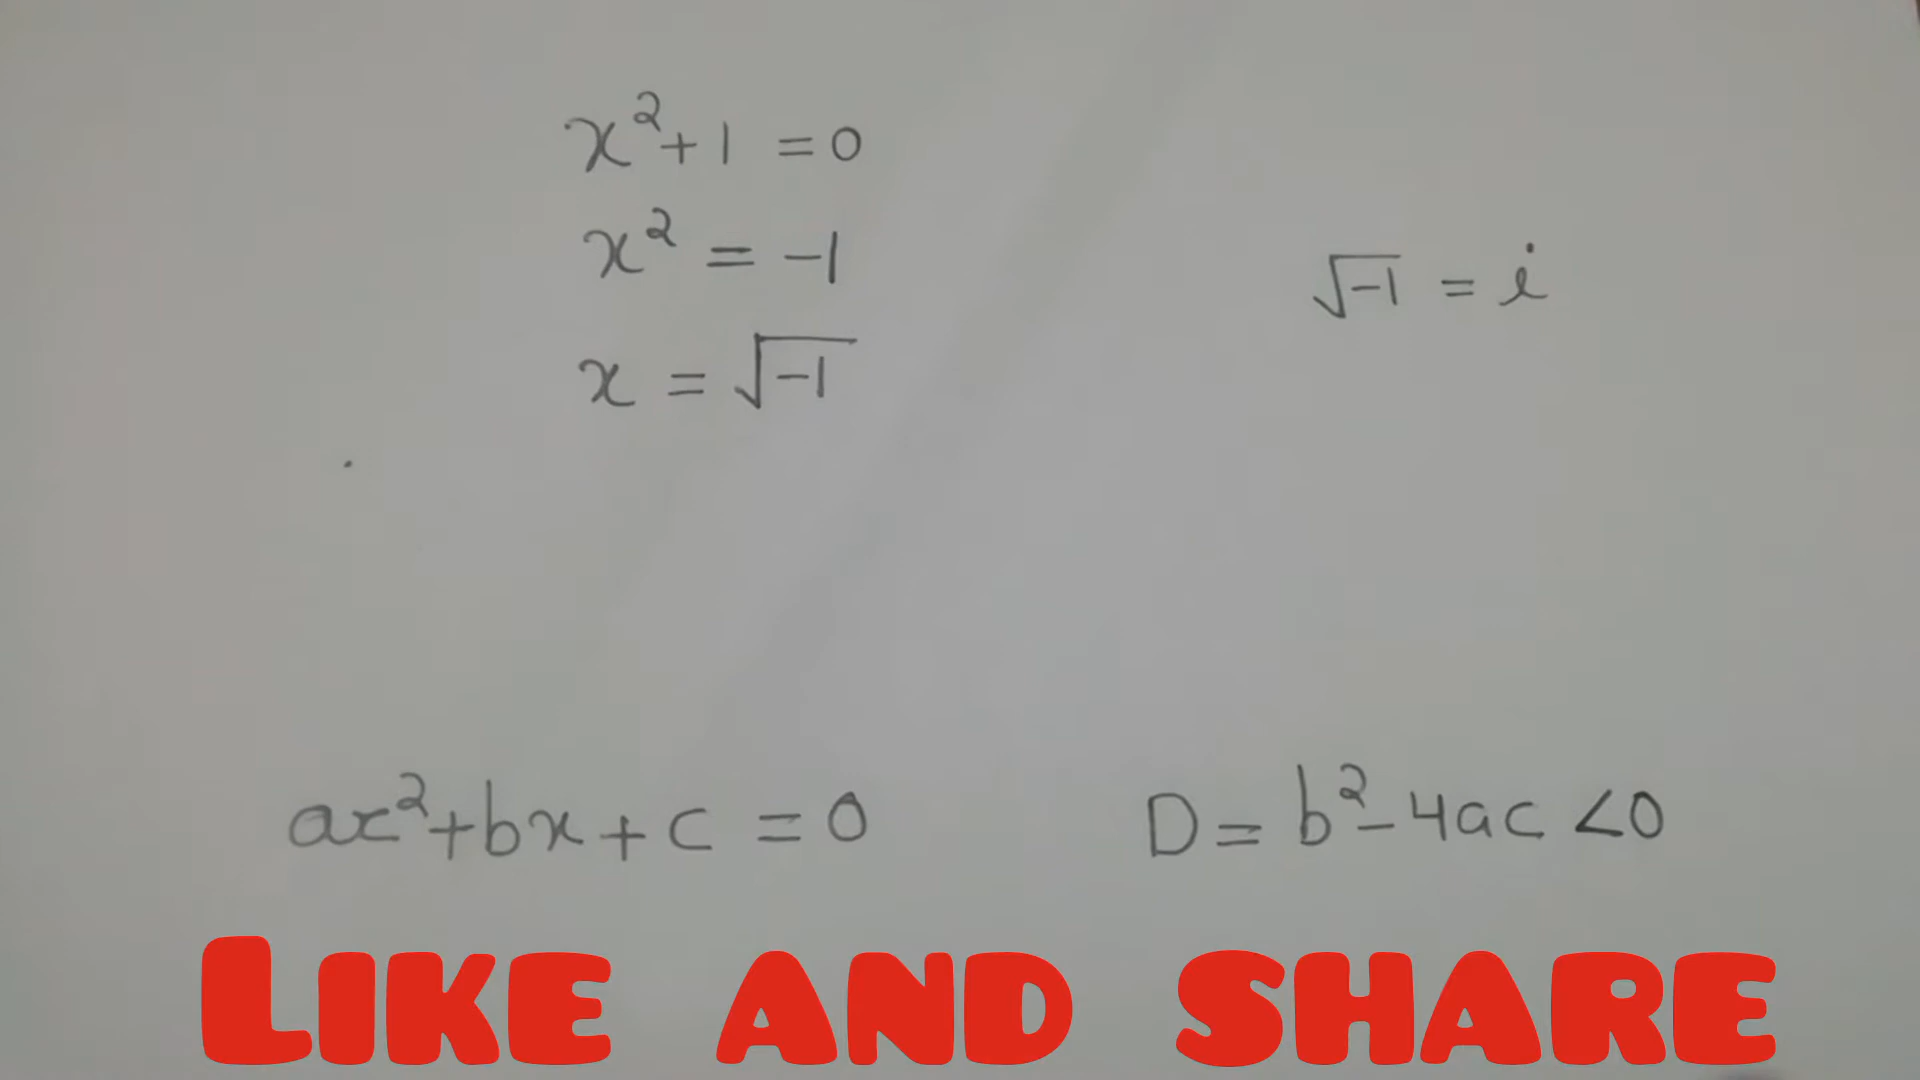 x²+1 = 0
x² = -1
√-1 = i
x = √-1
ax²+bx+c = 0
D = b²-4ac <0
LIKE AND SHARE